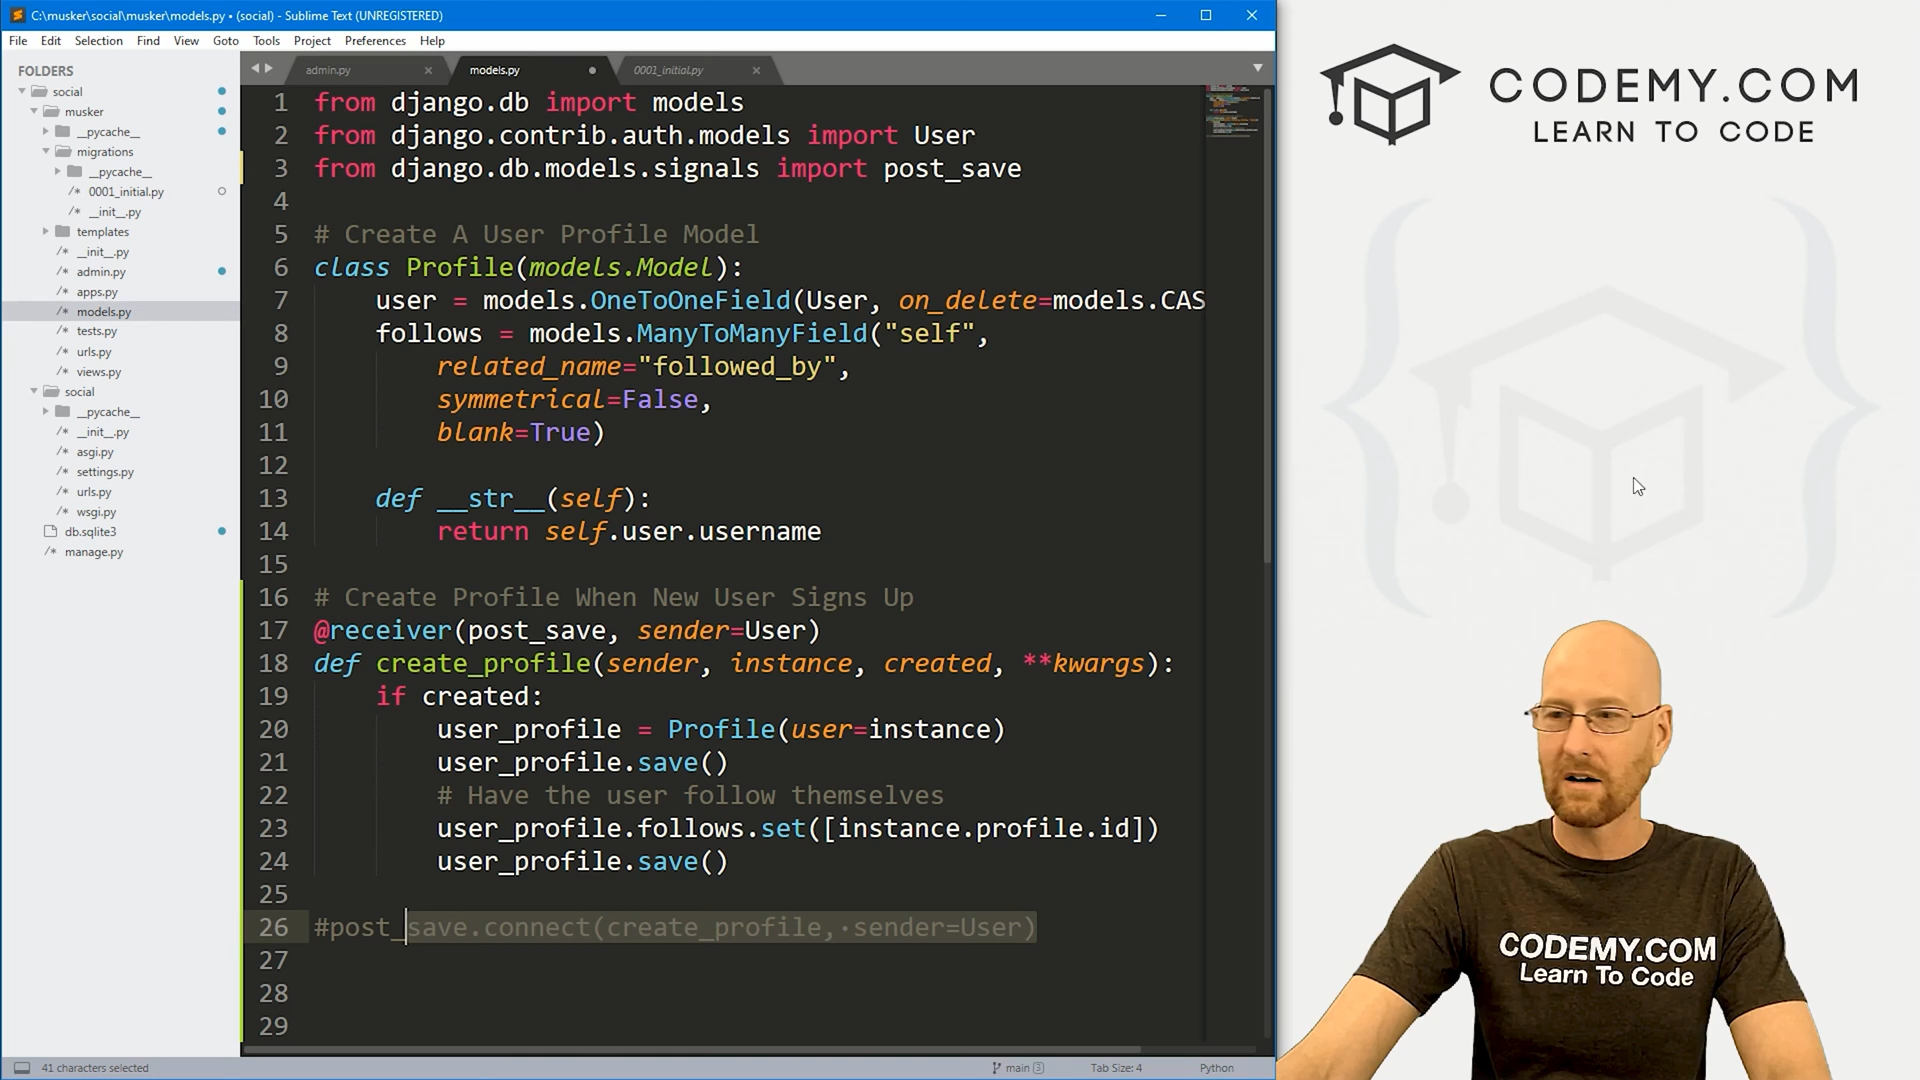 C:\musker\social\musker\models.py • (social) - Sublime Text (UNREGISTERED)
File Edit Selection Find View Goto Tools Project Preferences Help
FOLDERS
social
musker
__pycache__
migrations
__pycache__
0001_initial.py
__init__.py
templates
__init__.py
admin.py
apps.py
models.py
tests.py
urls.py
views.py
social
__pycache__
__init__.py
asgi.py
settings.py
urls.py
wsgi.py
db.sqlite3
manage.py
admin.py models.py 0001_initial.py
1 from django.db import models
2 from django.contrib.auth.models import User
3 from django.db.models.signals import post_save
4
5 # Create A User Profile Model
6 class Profile(models.Model):
7 user = models.OneToOneField(User, on_delete=models.CAS
8 follows = models.ManyToManyField("self",
9 related_name="followed_by",
10 symmetrical=False,
11 blank=True)
12
13 def __str__(self):
14 return self.user.username
15
16 # Create Profile When New User Signs Up
17 @receiver(post_save, sender=User)
18 def create_profile(sender, instance, created, **kwargs):
19 if created:
20 user_profile = Profile(user=instance)
21 user_profile.save()
22 # Have the user follow themselves
23 user_profile.follows.set([instance.profile.id])
24 user_profile.save()
25
26 #post_save.connect(create_profile, sender=User)
27
28
29
41 characters selected
main 3
Tab Size: 4
Python
CODEMY.COM
LEARN TO CODE
CODEMY.COM
Learn To Code